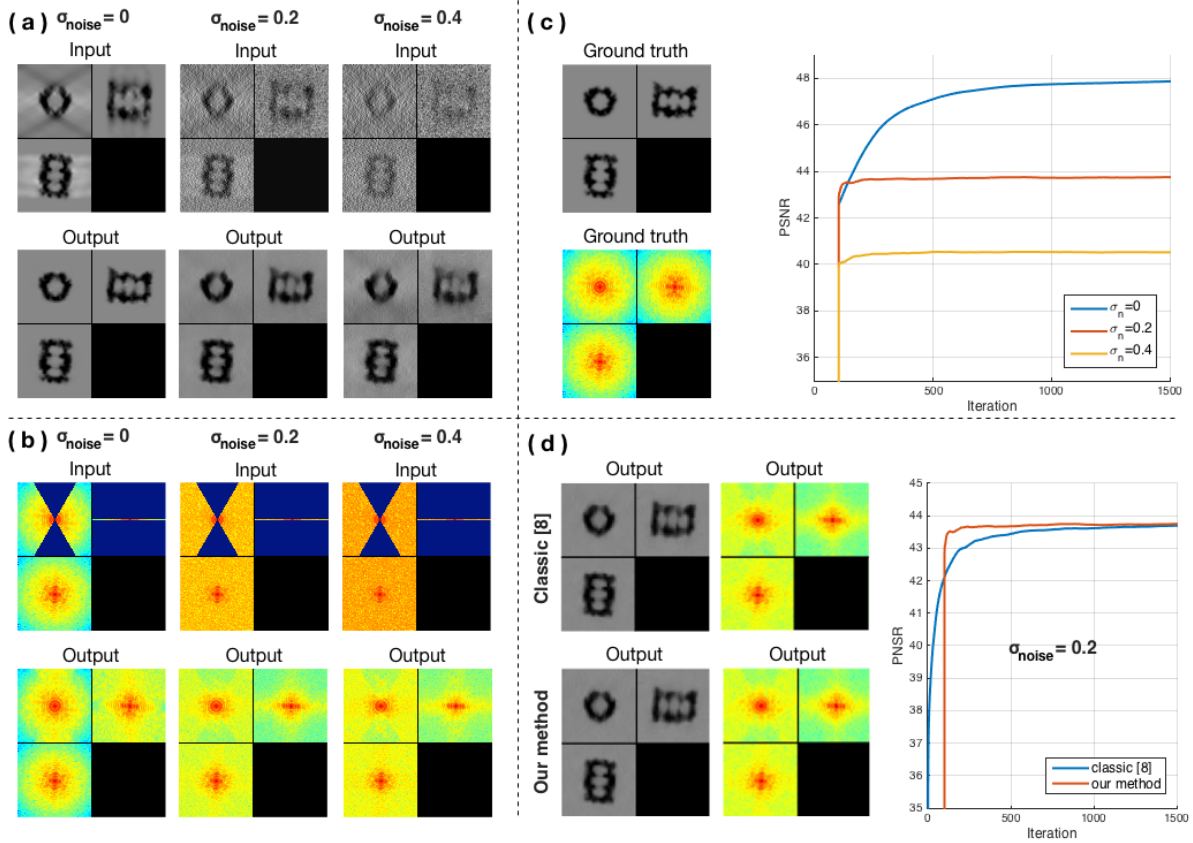 (a)
σnoise = 0
σnoise = 0.2
σnoise = 0.4
Input
Input
Input
Output
Output
Output
(b)
σnoise = 0
σnoise = 0.2
σnoise = 0.4
Input
Input
Input
Output
Output
Output
(c)
Ground truth
Ground truth
PSNR
48
46
44
42
40
38
36
0
500
1000
1500
Iteration
σn=0
σn=0.2
σn=0.4
(d)
Output
Output
Classic [8]
Output
Output
Our method
PNSR
45
44
43
42
41
40
39
38
37
36
35
0
500
1000
1500
Iteration
σnoise = 0.2
classic [8]
our method